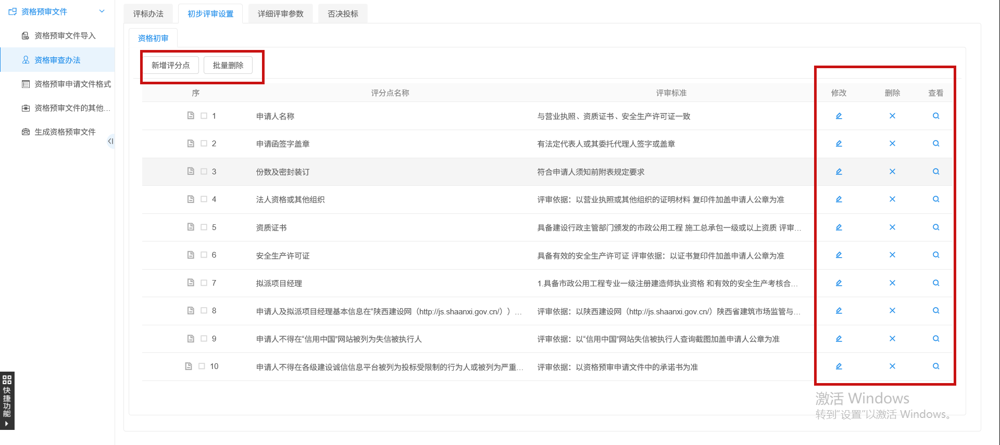 资格预审文件
资格预审文件导入
资格审查办法
资格预审申请文件格式
资格预审文件的其他...
生成资格预审文件
快捷功能
评标办法 初步评审设置 详细评审参数 否决投标
资格初审
新增评分点 批量删除
序 评分点名称 评审标准 修改 删除 查看
1 申请人名称 与营业执照、资质证书、安全生产许可证一致
2 申请函签字盖章 有法定代表人或其委托代理人签字或盖章
3 份数及密封装订 符合申请人须知前附表规定要求
4 法人资格或其他组织 评审依据：以营业执照或其他组织的证明材料 复印件加盖申请人公章为准
5 资质证书 具备建设行政主管部门颁发的市政公用工程 施工总承包一级或以上资质 评审...
6 安全生产许可证 具备有效的安全生产许可证 评审依据：以证书复印件加盖申请人公章为准
7 拟派项目经理 1.具备市政公用工程专业一级注册建造师执业资格 和有效的安全生产考核合...
8 申请人及拟派项目经理基本信息在“陕西建设网（http://js.shaanxi.gov.cn/））... 评审依据：以陕西建设网（http://js.shaanxi.gov.cn/）陕西省建筑市场监管与...
9 申请人不得在“信用中国”网站被列为失信被执行人 评审依据：以“信用中国”网站失信被执行人查询截图加盖申请人公章为准
10 申请人不得在各级建设诚信信息平台被列为投标受限制的行为人或被列为严重... 评审依据：以资格预审申请文件中的承诺书为准
激活 Windows
转到“设置”以激活 Windows。